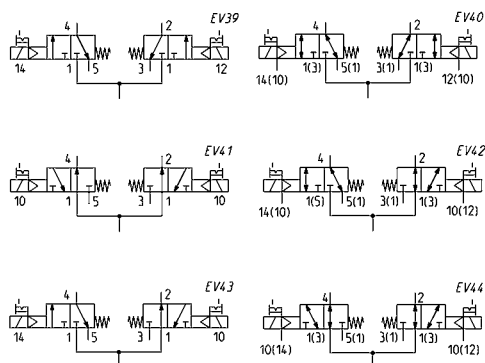 4 2 EV39
14 1 5 3 1 12
4 2 EV40
14(10) 1(3) 5(1) 3(1) 1(3) 12(10)
4 2 EV41
10 1 5 3 1 10
4 2 EV42
14(10) 1(5) 5(1) 3(1) 1(3) 10(12)
4 2 EV43
14 1 5 3 1 10
4 2 EV44
10(14) 1(3) 5(1) 3(1) 1(3) 10(12)